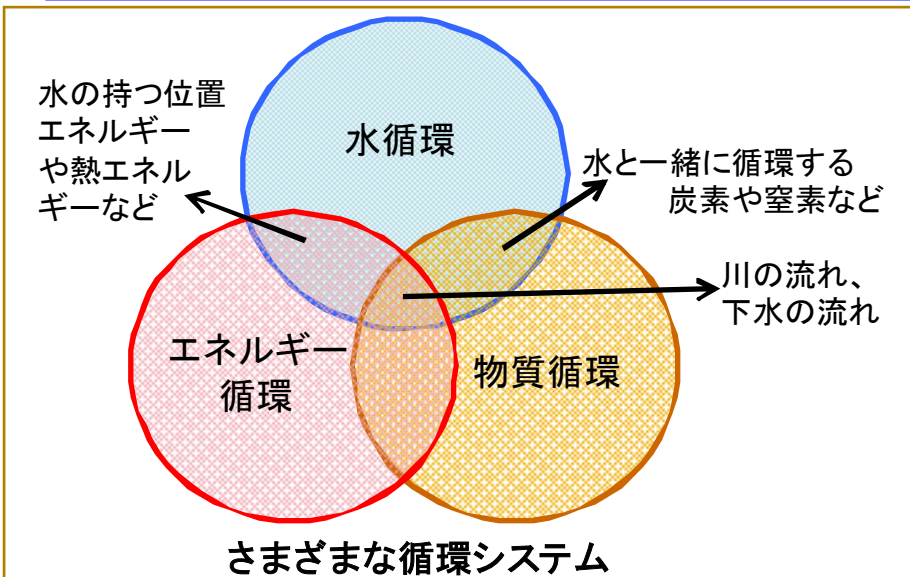 水の持つ位置
エネルギー
や熱エネル
ギーなど
水循環
水と一緒に循環する
炭素や窒素など
川の流れ、
下水の流れ
エネルギー
循環
物質循環
さまざまな循環システム